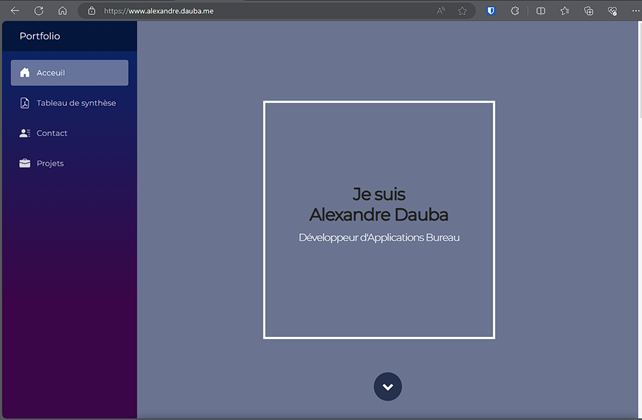 https://www.alexandre.dauba.me
Portfolio
Acceuil
Tableau de synthèse
Contact
Projets
Je suis
Alexandre Dauba
Développeur d'Applications Bureau